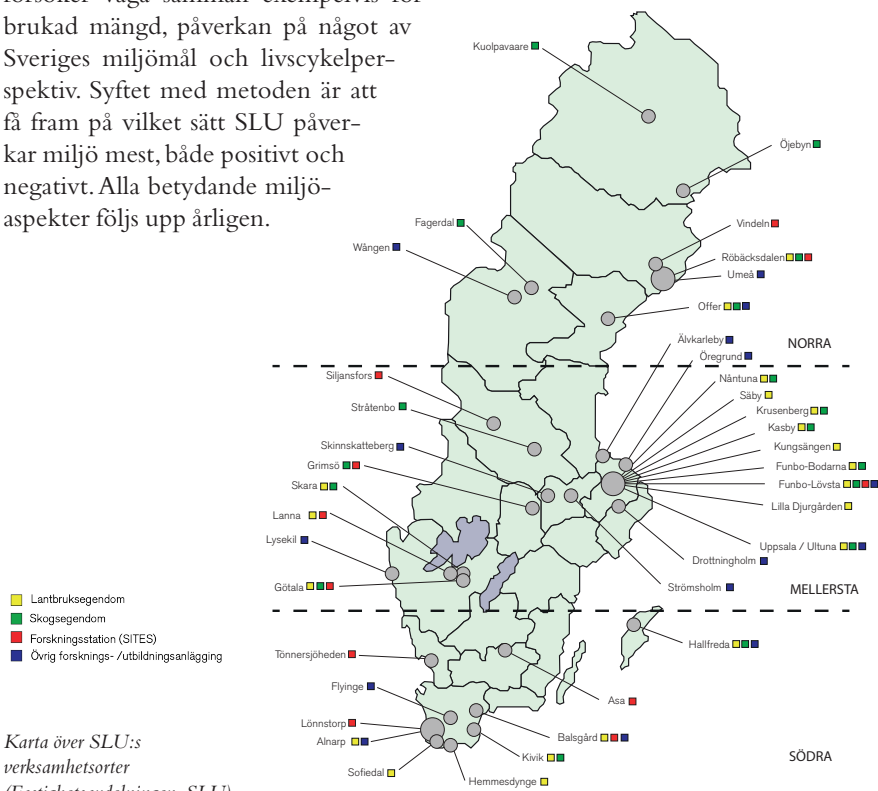 försöker väga samman exempelvis för-
brukad mängd, påverkan på något av
Sveriges miljömål och livscykelper-
spektiv. Syftet med metoden är att
få fram på vilket sätt SLU påver-
kar miljö mest, både positivt och
negativt. Alla betydande miljö-
aspekter följs upp årligen.
Kuolpavaare
Öjebyn
Fagerdal
Vindeln
Wången
Röbäcksdalen
Umeå
Offer
Älvkarleby
NORRA
Öregrund
Siljansfors
Nåntuna
Säby
Stråtenbo
Krusenberg
Kasby
Skinnskatteberg
Kungsängen
Grimsö
Funbo-Bodarna
Skara
Funbo-Lövsta
Lilla Djurgården
Lanna
Lysekil
Uppsala / Ultuna
Drottningholm
Götala
Strömsholm
MELLERSTA
Lantbruksegendom
Skogsegendom
Forskningsstation (SITES)
Övrig forsknings- /utbildningsanlägging
Hallfreda
Tönnersjöheden
Flyinge
Asa
Lönnstorp
Alnarp
Balsgård
Kivik
SÖDRA
Sofiedal
Hemmesdynge
Karta över SLU:s
verksamhetsorter
(Fastighetsavdelningen, SLU)